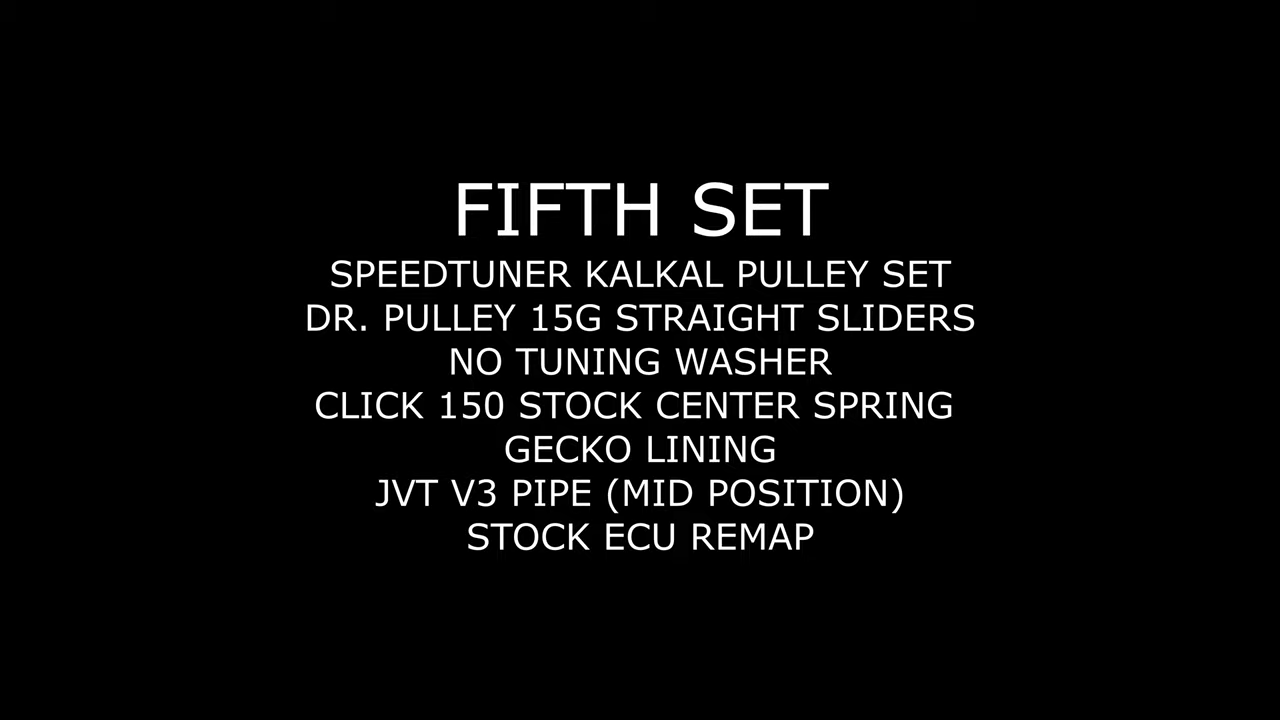 FIFTH SET
SPEEDTUNER KALKAL PULLEY SET
DR. PULLEY 15G STRAIGHT SLIDERS
NO TUNING WASHER
CLICK 150 STOCK CENTER SPRING
GECKO LINING
JVT V3 PIPE (MID POSITION)
STOCK ECU REMAP